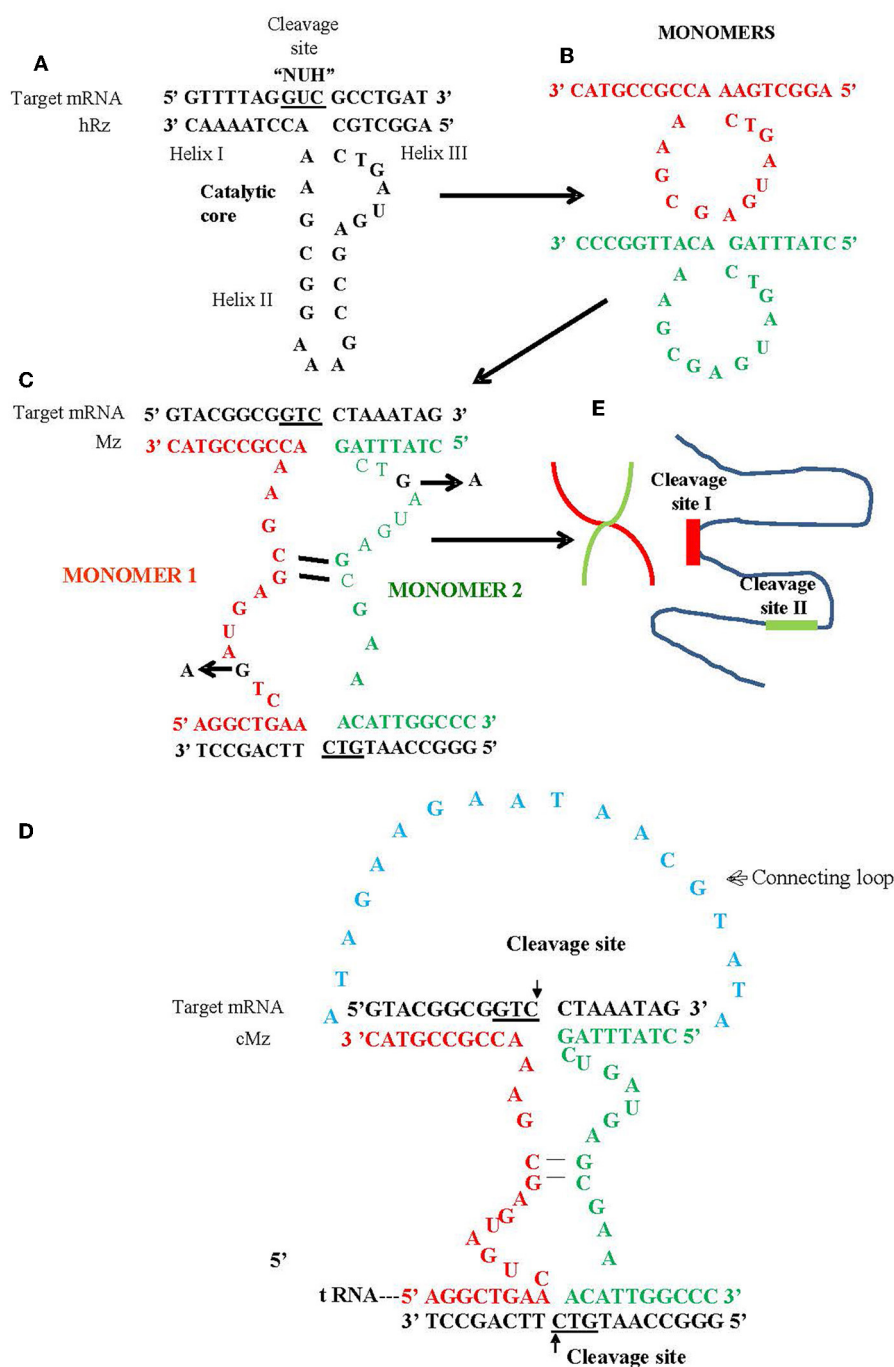 A
Cleavage
site
"NUH"
Target mRNA 5' GTTTTAGGUC GCCTGAT 3'
hRz 3' CAAAATCCA CGTCGGA 5'
Helix I Helix III
Catalytic
core
Helix II
A
A
G
C
G
G
A
A
C
T
G
A
U
G
A
G
C
C
G
A
MONOMERS
B
3' CATGCCGCCA AAGTCGGA 5'
A
A
G
C
G
A
G
U
A
G
T
C
3' CCCGGTTACA GATTTATC 5'
A
A
G
C
G
A
G
U
A
G
T
C
C
Target mRNA 5' GTACGGCGGTC CTAAATAG 3'
Mz 3' CATGCCGCCA GATTTATC 5'
A
A
G
C
G
A
G
U
A
G
T
C
A
C
T
G
A
A
U
G
A
G
C
G
A
A
MONOMER 1
MONOMER 2
5' AGGCTGAA ACATTGGCCC 3'
3' TCCGACTT CTGTAACCGGG 5'
E
Cleavage
site I
Cleavage
site II
D
A
T
A
G
A
A
G
A
A
T
A
A
C
G
T
A
T
A
Connecting loop
Cleavage site
Target mRNA 5'GTACGGCGGTC CTAAATAG 3'
cMz 3 'CATGCCGCCA GATTTATC 5'
A
A
G
C
G
A
G
U
A
G
U
C
C
U
G
A
U
G
A
G
C
G
A
A
5'
t RNA---5' AGGCTGAA ACATTGGCCC 3'
3' TCCGACTT CTGTAACCGGG 5'
Cleavage site